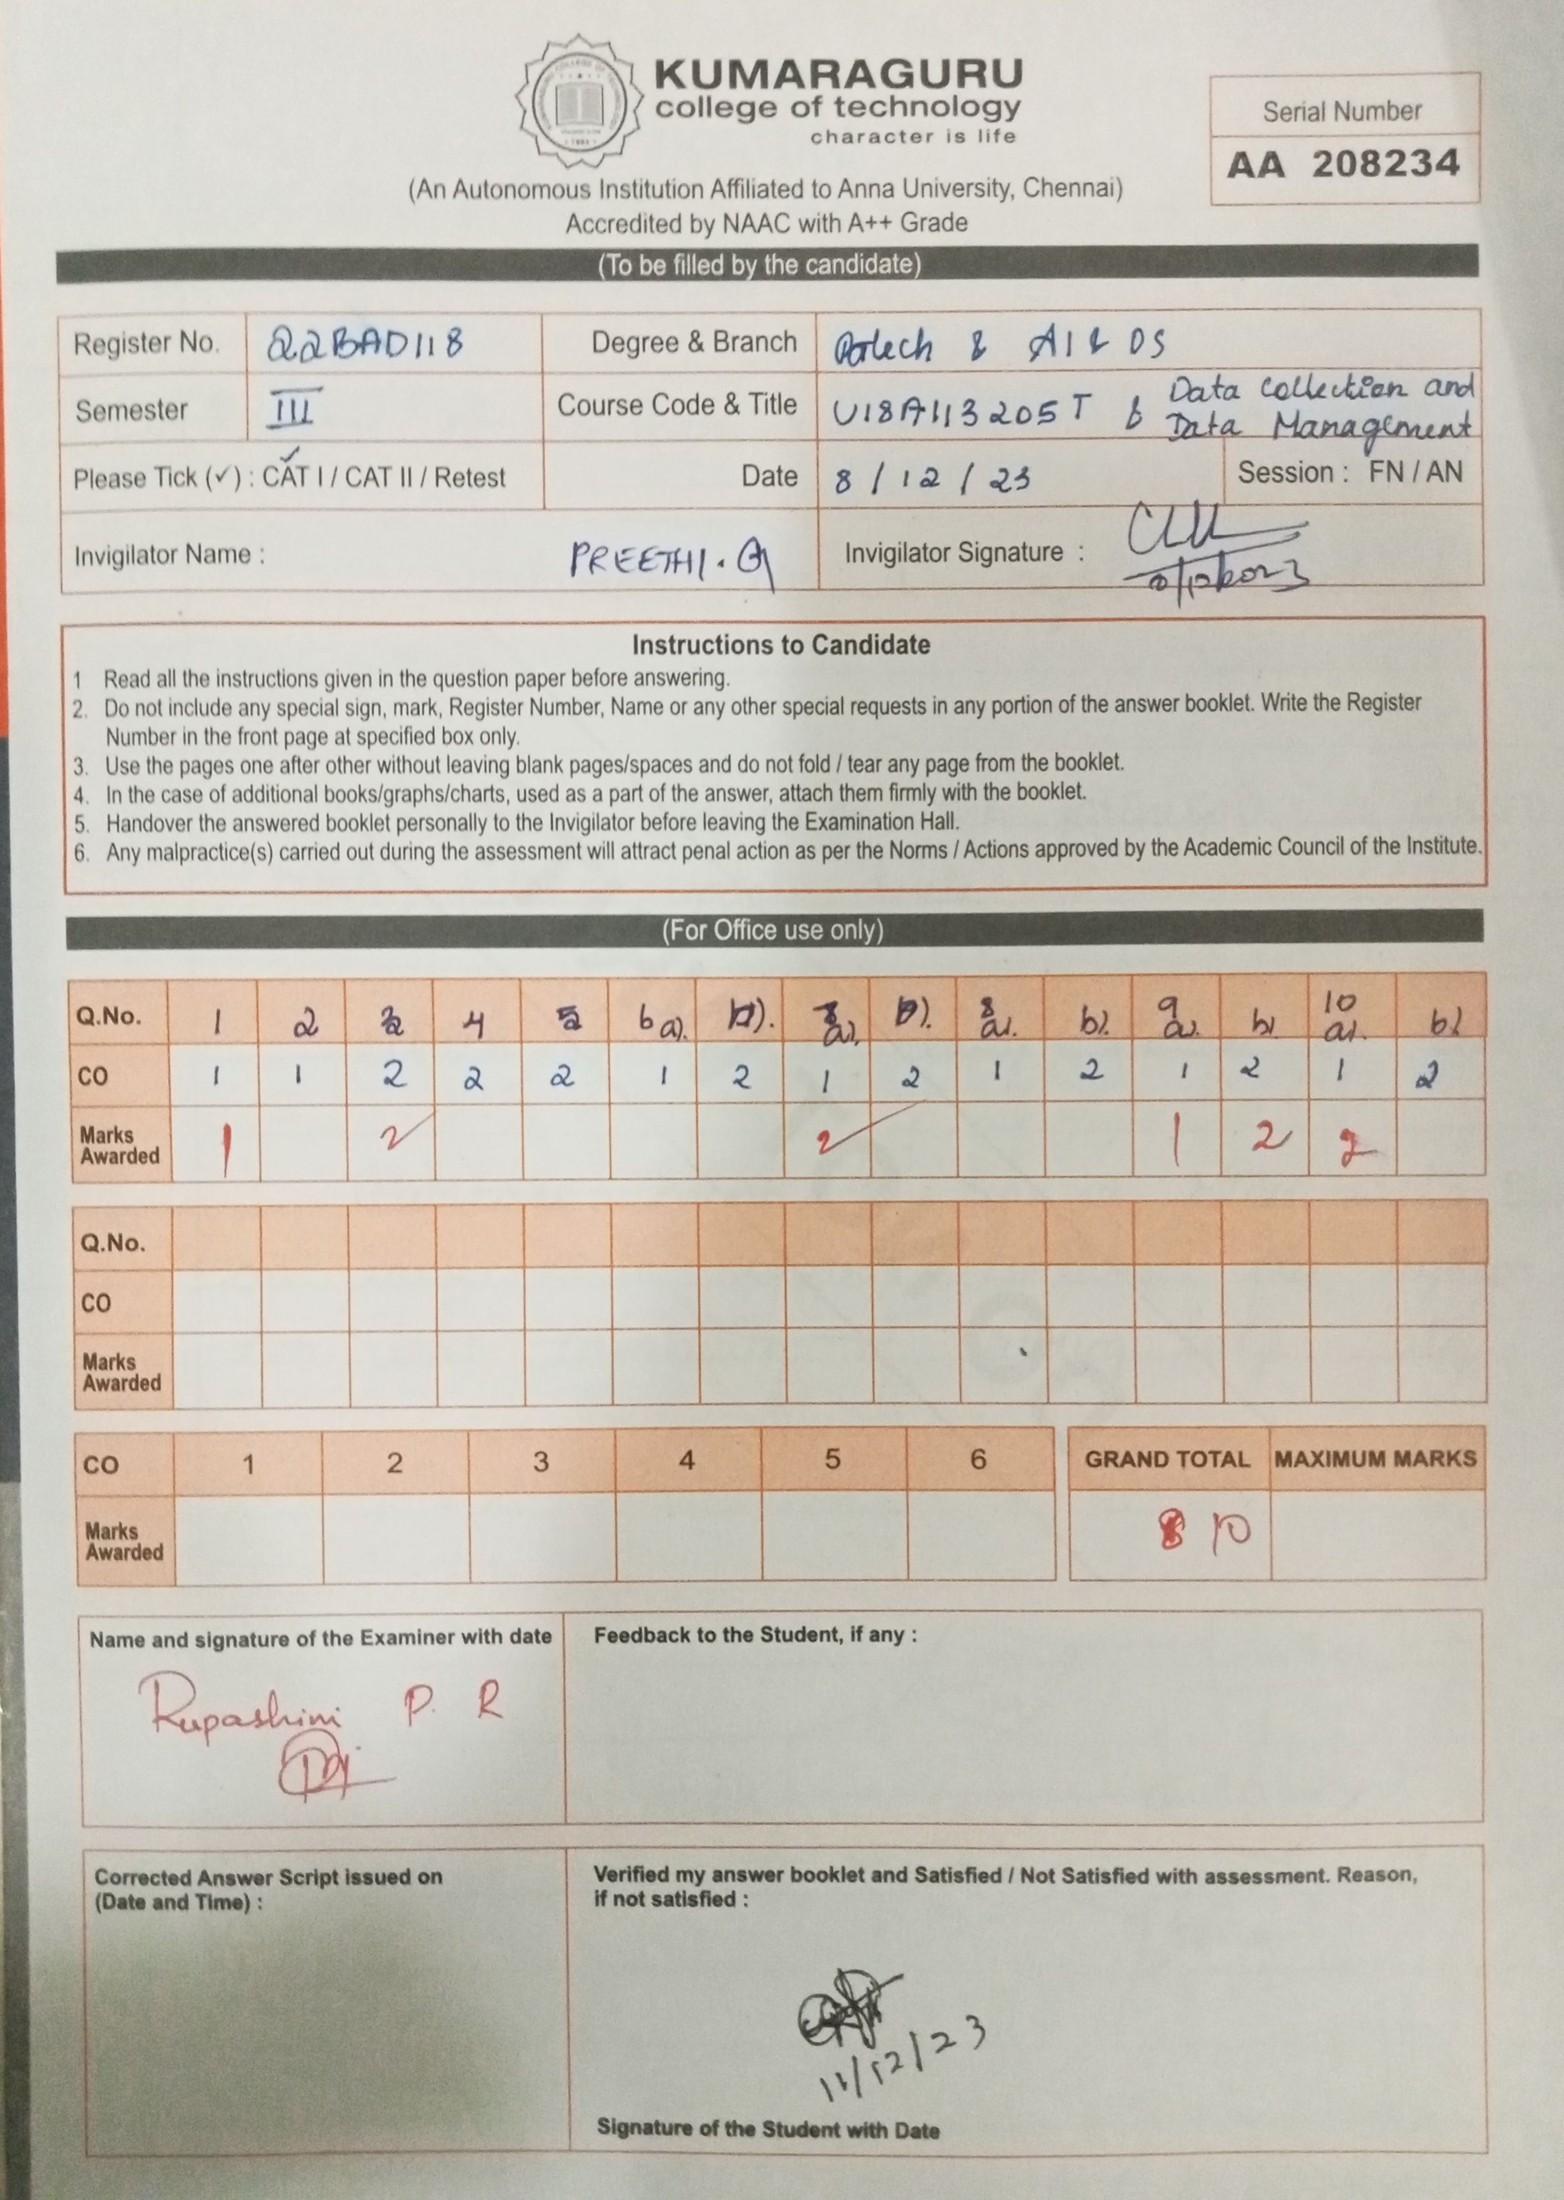 KUMARAGURU
college of technology
character is life
(An Autonomous Institution Affiliated to Anna University, Chennai)
Accredited by NAAC with A++ Grade
Serial Number
AA 208234
(To be filled by the candidate)
Register No. 22BAD118 Degree & Branch & AI & DS
Semester III Course Code & Title U18AI13205T & Data collection and
Data Management
Please Tick (✓) : CAT I / CAT II / Retest ✓ Date 8/12/23 Session : FN / AN
Invigilator Name : PREETHI.G Invigilator Signature :
Instructions to Candidate
1 Read all the instructions given in the question paper before answering.
2. Do not include any special sign, mark, Register Number, Name or any other special requests in any portion of the answer booklet. Write the Register
Number in the front page at specified box only.
3. Use the pages one after other without leaving blank pages/spaces and do not fold / tear any page from the booklet.
4. In the case of additional books/graphs/charts, used as a part of the answer, attach them firmly with the booklet.
5. Handover the answered booklet personally to the Invigilator before leaving the Examination Hall.
6. Any malpractice(s) carried out during the assessment will attract penal action as per the Norms / Actions approved by the Academic Council of the Institute.
(For Office use only)
Q.No. 1 2 3 4 5 6 a). b). 7 a). b). 8 a). b). 9 a). b) 10 a). b)
CO 1 1 2 2 2 1 2 1 2 1 2 1 2 1 2
Marks Awarded 1 2 2 1 2 2
Q.No.
CO
Marks Awarded
CO 1 2 3 4 5 6 GRAND TOTAL MAXIMUM MARKS
Marks Awarded 10
Name and signature of the Examiner with date
Rupashini P. R
Feedback to the Student, if any :
Corrected Answer Script issued on
(Date and Time) :
Verified my answer booklet and Satisfied / Not Satisfied with assessment. Reason,
if not satisfied :
11/12/23
Signature of the Student with Date